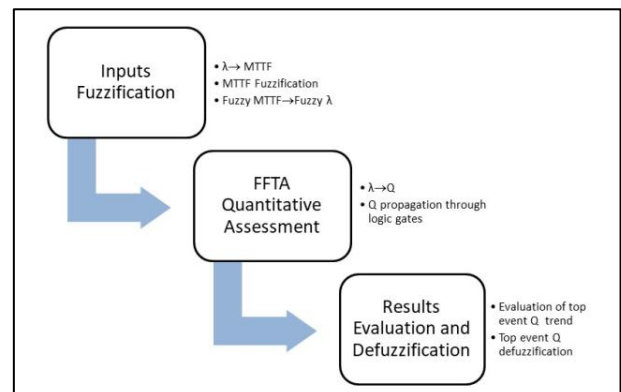 Inputs
Fuzzification
• λ→ MTTF
• MTTF Fuzzification
• Fuzzy MTTF→Fuzzy λ
FFTA
Quantitative
Assessment
• λ→Q
• Q propagation through
logic gates
Results
Evaluation and
Defuzzification
• Evaluation of top
event Q trend
• Top event Q
defuzzification